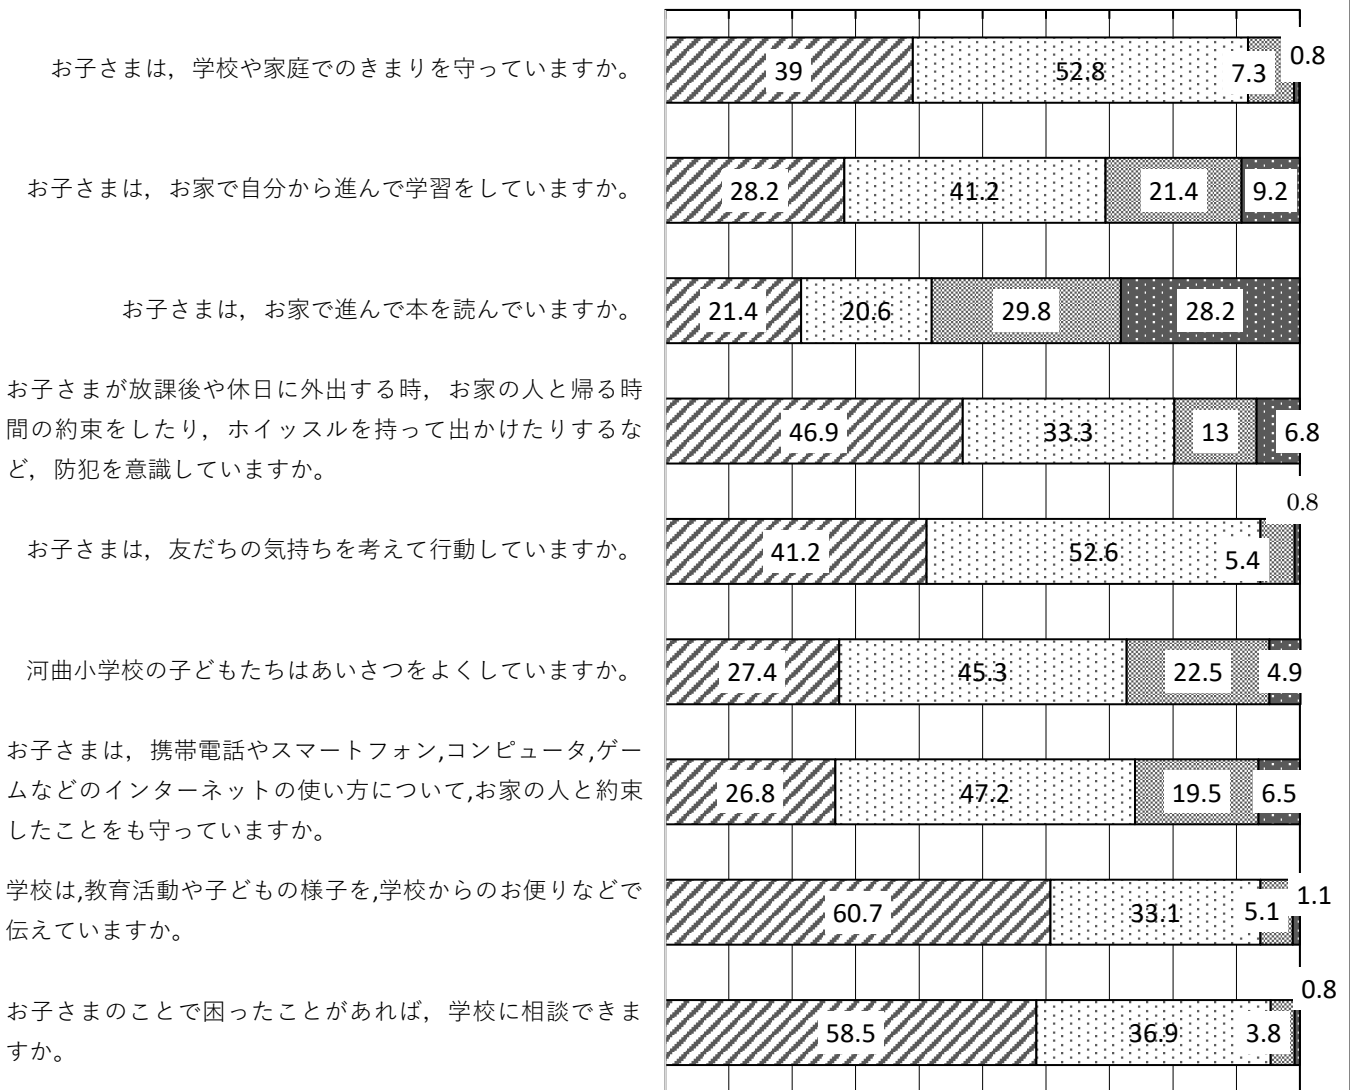 お子さまは，学校や家庭でのきまりを守っていますか。
39 52.8 7.3 0.8
お子さまは，お家で自分から進んで学習をしていますか。
28.2 41.2 21.4 9.2
お子さまは，お家で進んで本を読んでいますか。
21.4 20.6 29.8 28.2
お子さまが放課後や休日に外出する時，お家の人と帰る時
間の約束をしたり，ホイッスルを持って出かけたりするな
ど，防犯を意識していますか。
46.9 33.3 13 6.8
お子さまは，友だちの気持ちを考えて行動していますか。
41.2 52.6 5.4 0.8
河曲小学校の子どもたちはあいさつをよくしていますか。
27.4 45.3 22.5 4.9
お子さまは，携帯電話やスマートフォン,コンピュータ,ゲー
ムなどのインターネットの使い方について,お家の人と約束
したことをも守っていますか。
26.8 47.2 19.5 6.5
学校は,教育活動や子どもの様子を,学校からのお便りなどで
伝えていますか。
60.7 33.1 5.1 1.1
お子さまのことで困ったことがあれば，学校に相談できま
すか。
58.5 36.9 3.8 0.8